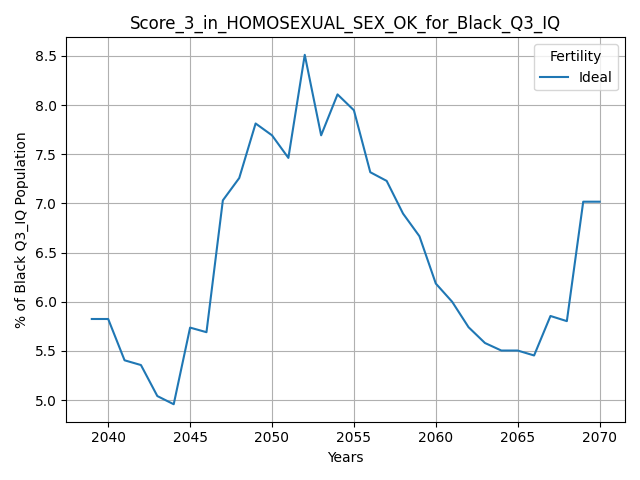 Score_3_in_HOMOSEXUAL_SEX_OK_for_Black_Q3_IQ
Fertility
Ideal
% of Black Q3_IQ Population
8.5
8.0
7.5
7.0
6.5
6.0
5.5
5.0
2040 2045 2050 2055 2060 2065 2070
Years